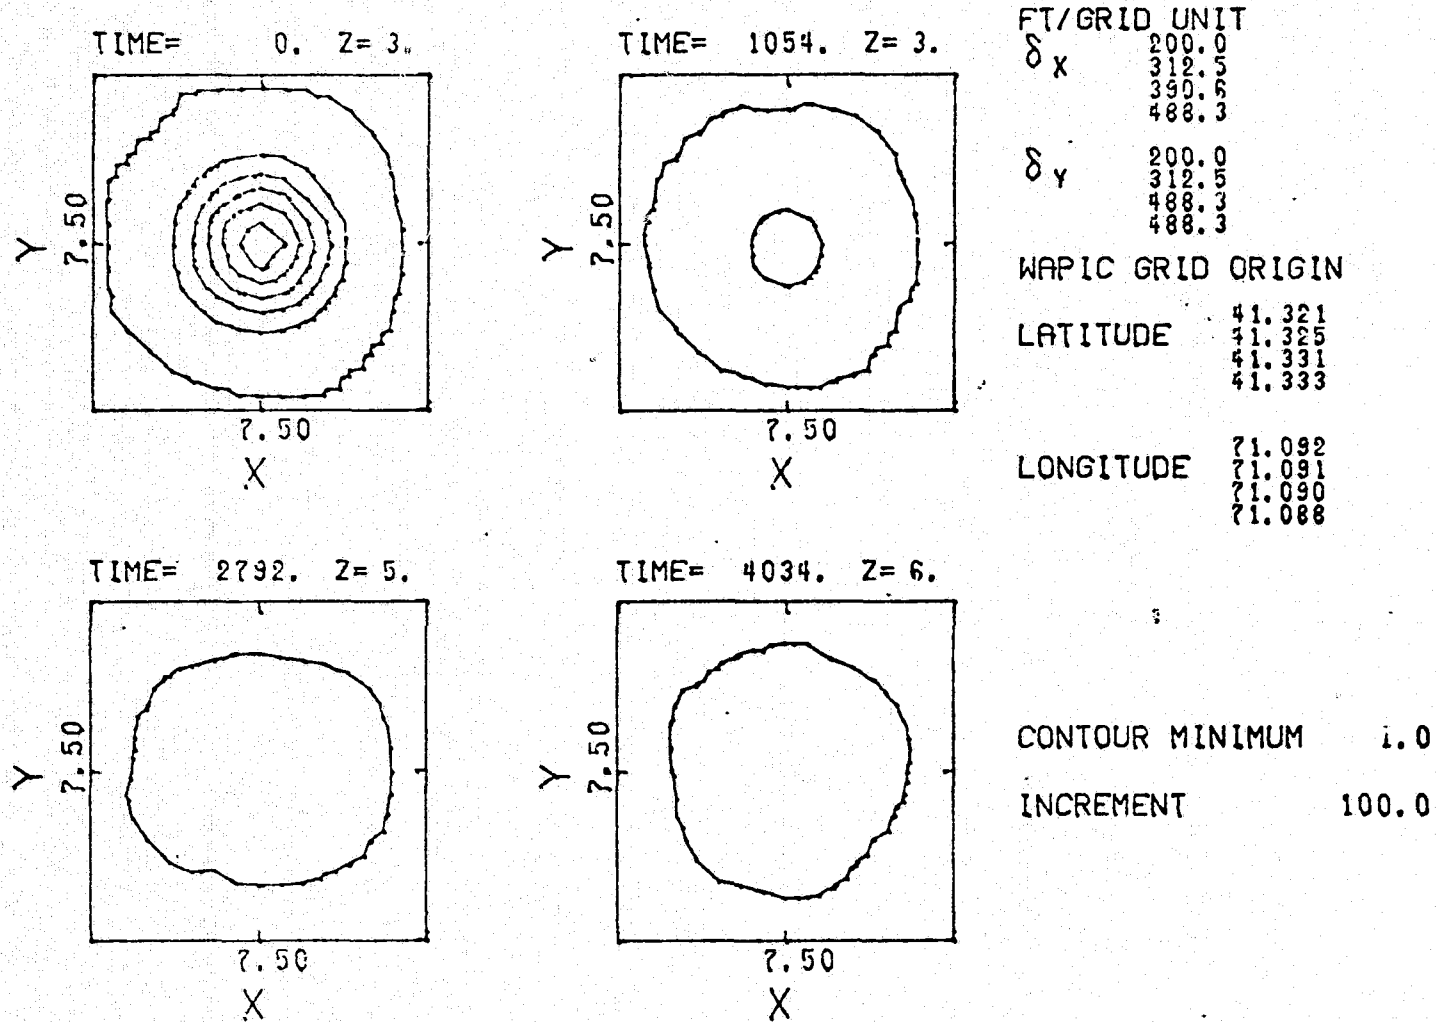 TIME= 0. Z= 3.
Y
7.50
7.50
X
TIME= 1054. Z= 3.
Y
7.50
7.50
X
TIME= 2792. Z= 5.
Y
7.50
7.50
X
TIME= 4034. Z= 6.
Y
7.50
7.50
X
FT/GRID UNIT
δ X 200.0
312.5
390.6
488.3
δ Y 200.0
312.5
488.3
488.3
WAPIC GRID ORIGIN
LATITUDE 41.321
41.325
41.331
41.333
LONGITUDE 71.092
71.091
71.090
71.088
CONTOUR MINIMUM 1.0
INCREMENT 100.0